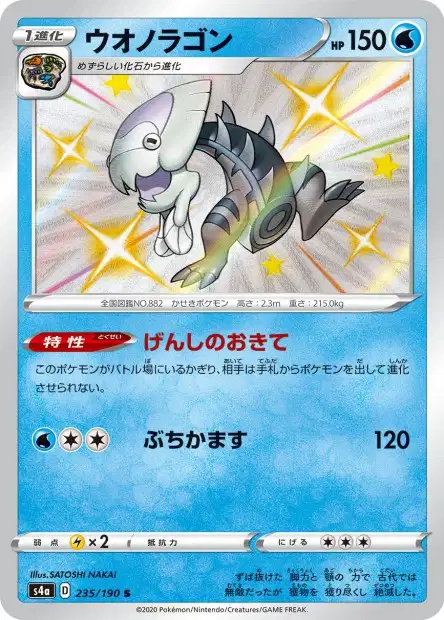 1進化 ウオノラゴン HP 150
めずらしい化石から進化
全国図鑑NO.882 かせきポケモン 高さ:2.3m 重さ:215.0kg
特性 とくせい げんしのおきて
このポケモンがバトル場にいるかぎり、相手は手札からポケモンを出して進化
させられない。
ぶちかます 120
弱点 ×2 抵抗力 にげる
Illus.SATOSHI NAKAI
s4a D 235/190 S
ずば抜けた 脚力と 顎の 力で 古代では
無敵だったが 獲物を 獲り尽くし 絶滅した。
©2020 Pokémon/Nintendo/Creatures/GAME FREAK.